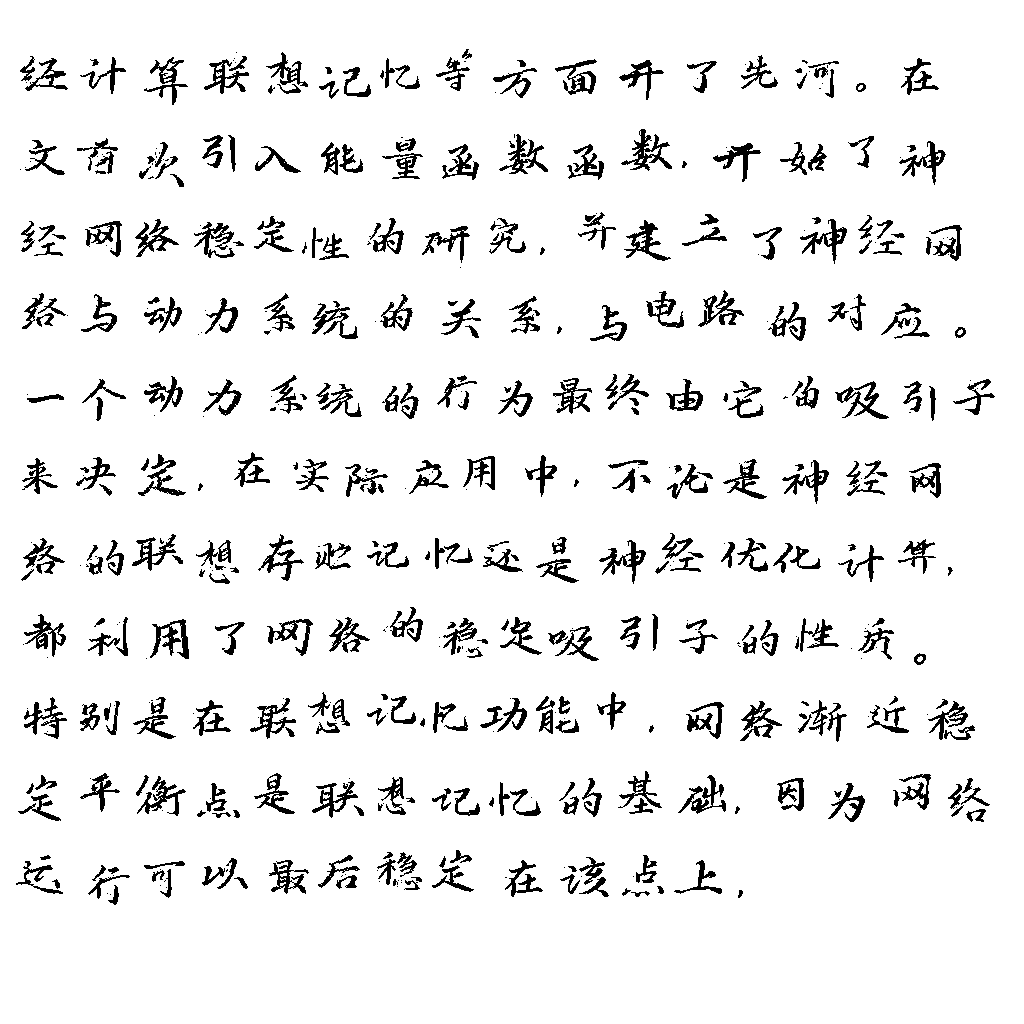 经计算联想记忆等方面开了先河。在
文首次引入能量函数函数,开始了神
经网络稳定性的研究,并建立了神经网
络与动力系统的关系,与电路的对应。
一个动力系统的行为最终由它的吸引子
来决定,在实际应用中,不论是神经网
络的联想存贮记忆还是神经优化计算,
都利用了网络的稳定吸引子的性质。
特别是在联想记忆功能中,网络渐近稳
定平衡点是联想记忆的基础,因为网络
运行可以最后稳定在该点上,